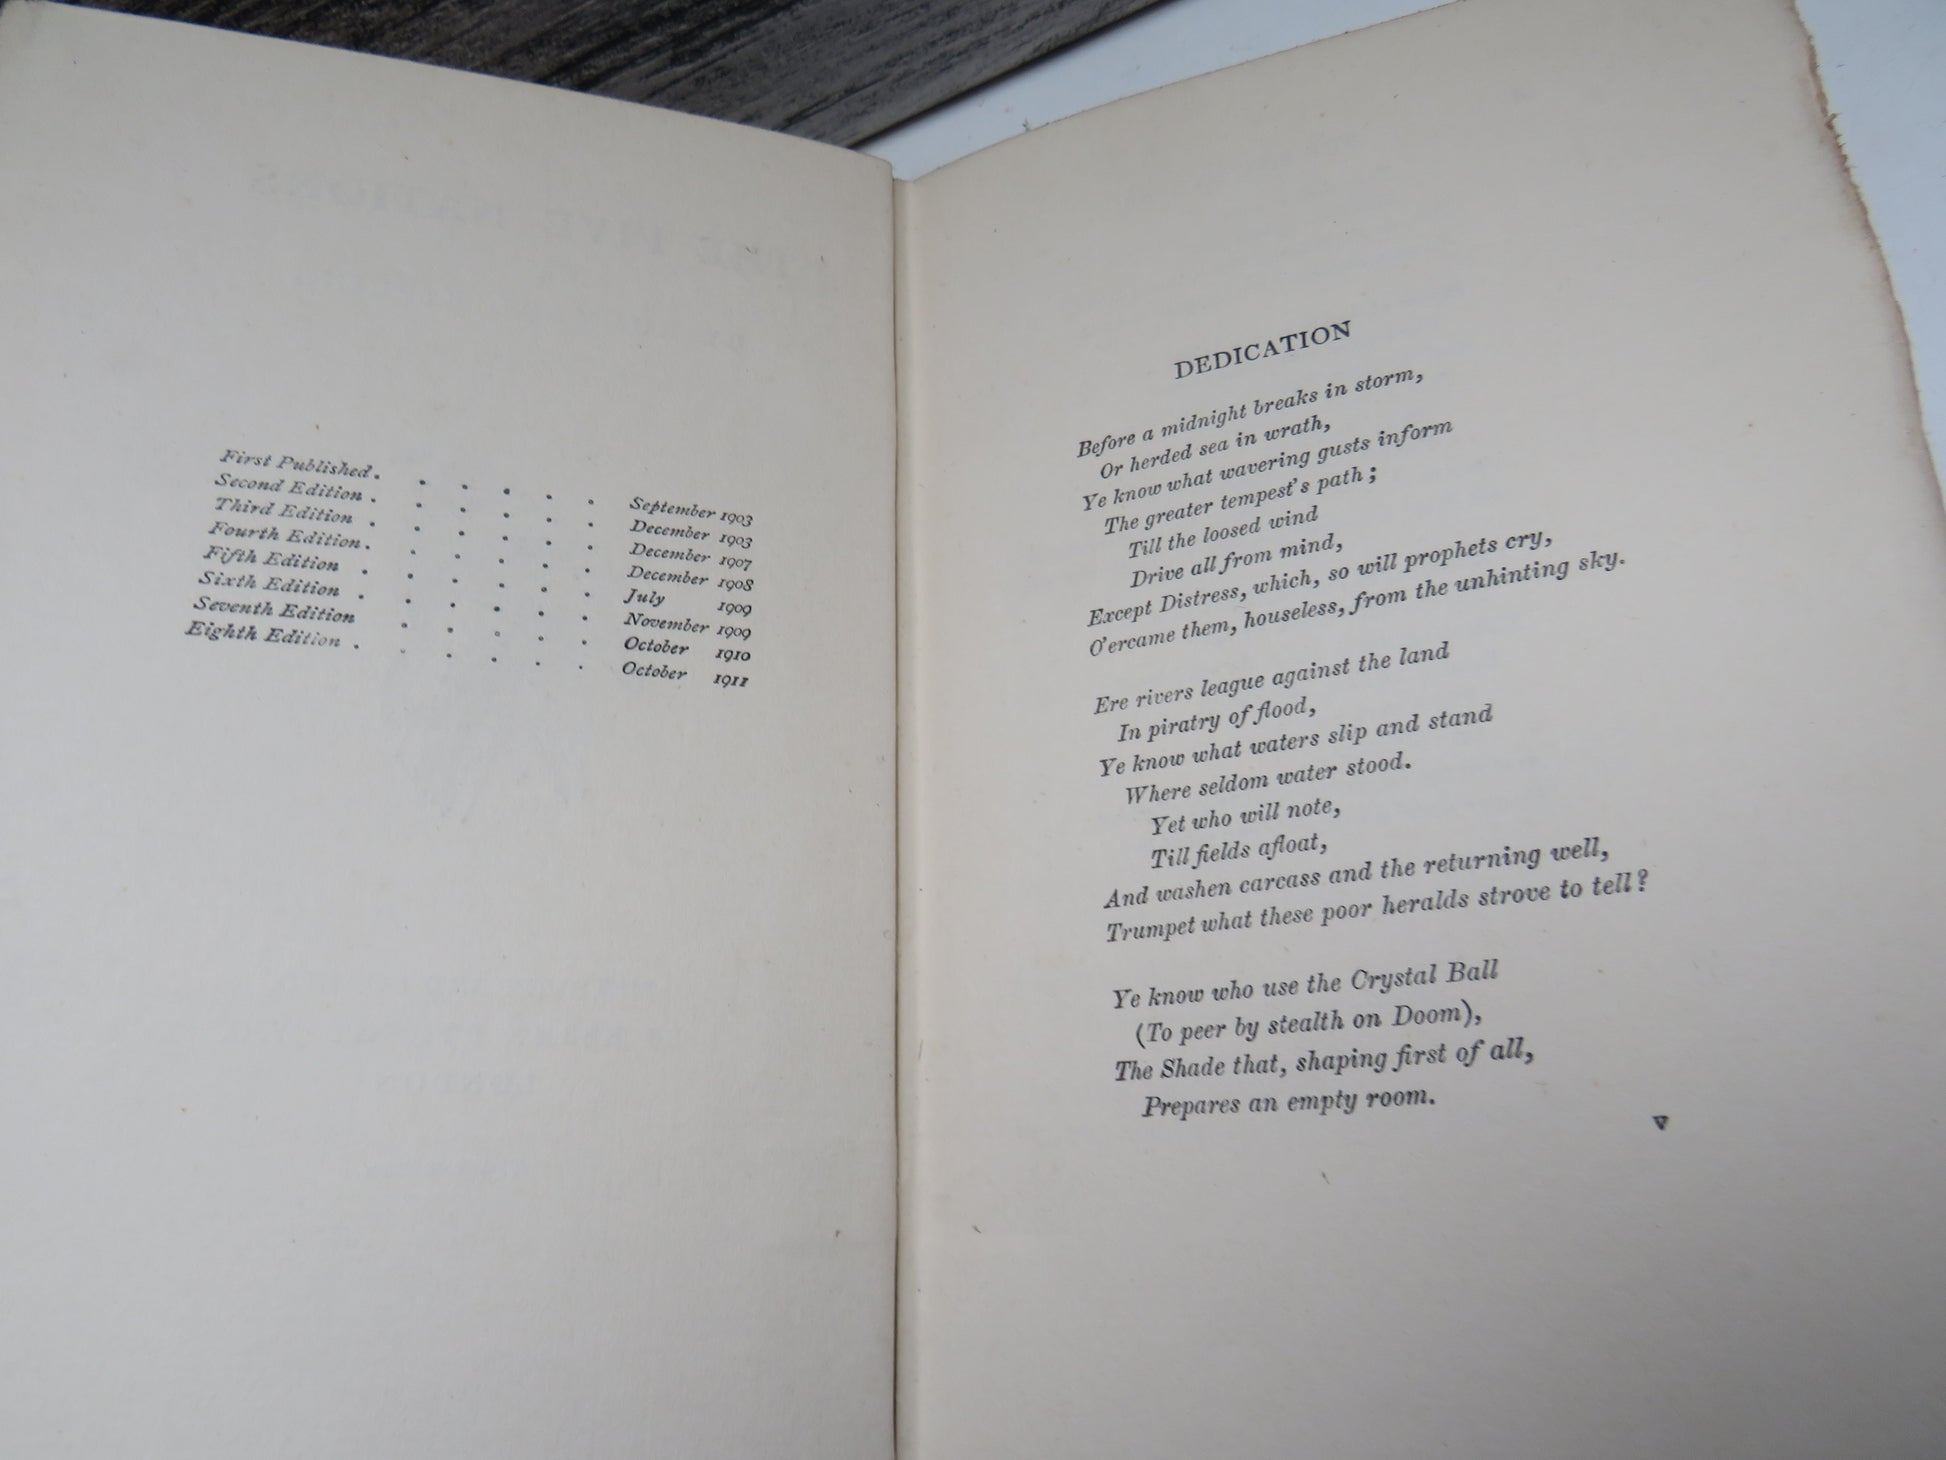 First Published . . . . . . September 1903
Second Edition . . . . . . December 1903
Third Edition . . . . . . December 1907
Fourth Edition . . . . . . December 1908
Fifth Edition . . . . . . July 1909
Sixth Edition . . . . . . November 1909
Seventh Edition . . . . . October 1910
Eighth Edition . . . . . . October 1911
DEDICATION
Before a midnight breaks in storm,
Or herded sea in wrath,
Ye know what wavering gusts inform
The greater tempest's path;
Till the loosed wind
Drive all from mind,
Except Distress, which, so will prophets cry,
O'ercame them, houseless, from the unhinting sky.
Ere rivers league against the land
In piratry of flood,
Ye know what waters slip and stand
Where seldom water stood.
Yet who will note,
Till fields afloat,
And washen carcass and the returning well,
Trumpet what these poor heralds strove to tell?
Ye know who use the Crystal Ball
(To peer by stealth on Doom),
The Shade that, shaping first of all,
Prepares an empty room.
v